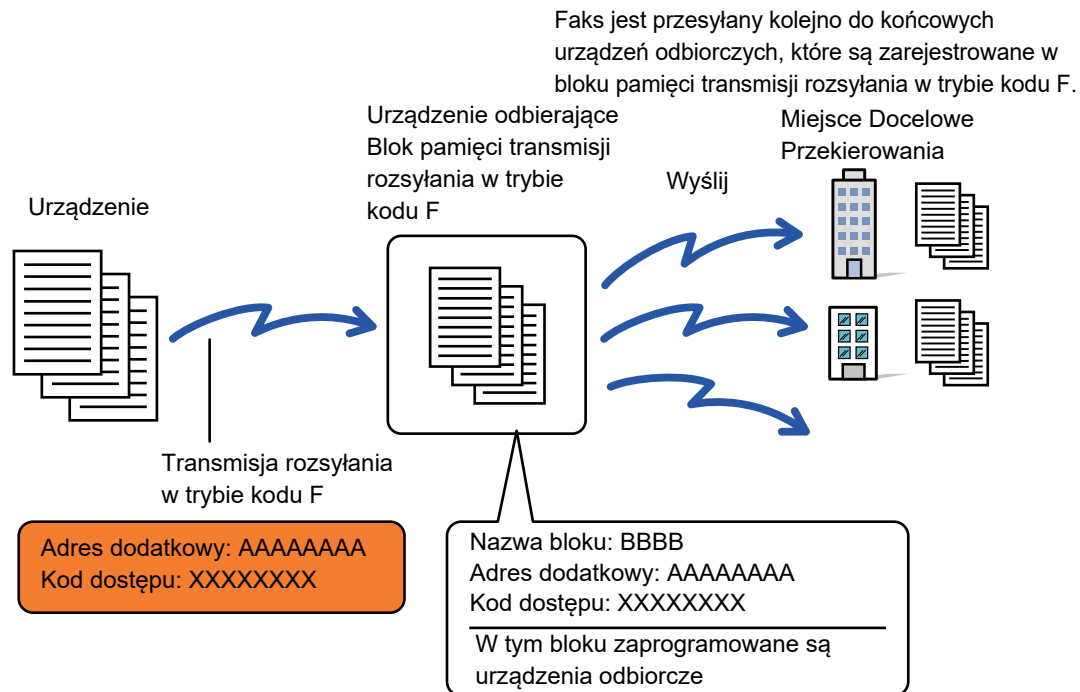 Faks jest przesyłany kolejno do końcowych
urządzeń odbiorczych, które są zarejestrowane w
bloku pamięci transmisji rozsyłania w trybie kodu F.
Urządzenie odbierające
Blok pamięci transmisji
rozsyłania w trybie
kodu F
Miejsce Docelowe
Przekierowania
Wyślij
Urządzenie
Transmisja rozsyłania
w trybie kodu F
Adres dodatkowy: AAAAAAAA
Kod dostępu: XXXXXXXX
Nazwa bloku: BBBB
Adres dodatkowy: AAAAAAAA
Kod dostępu: XXXXXXXX
W tym bloku zaprogramowane są
urządzenia odbiorcze